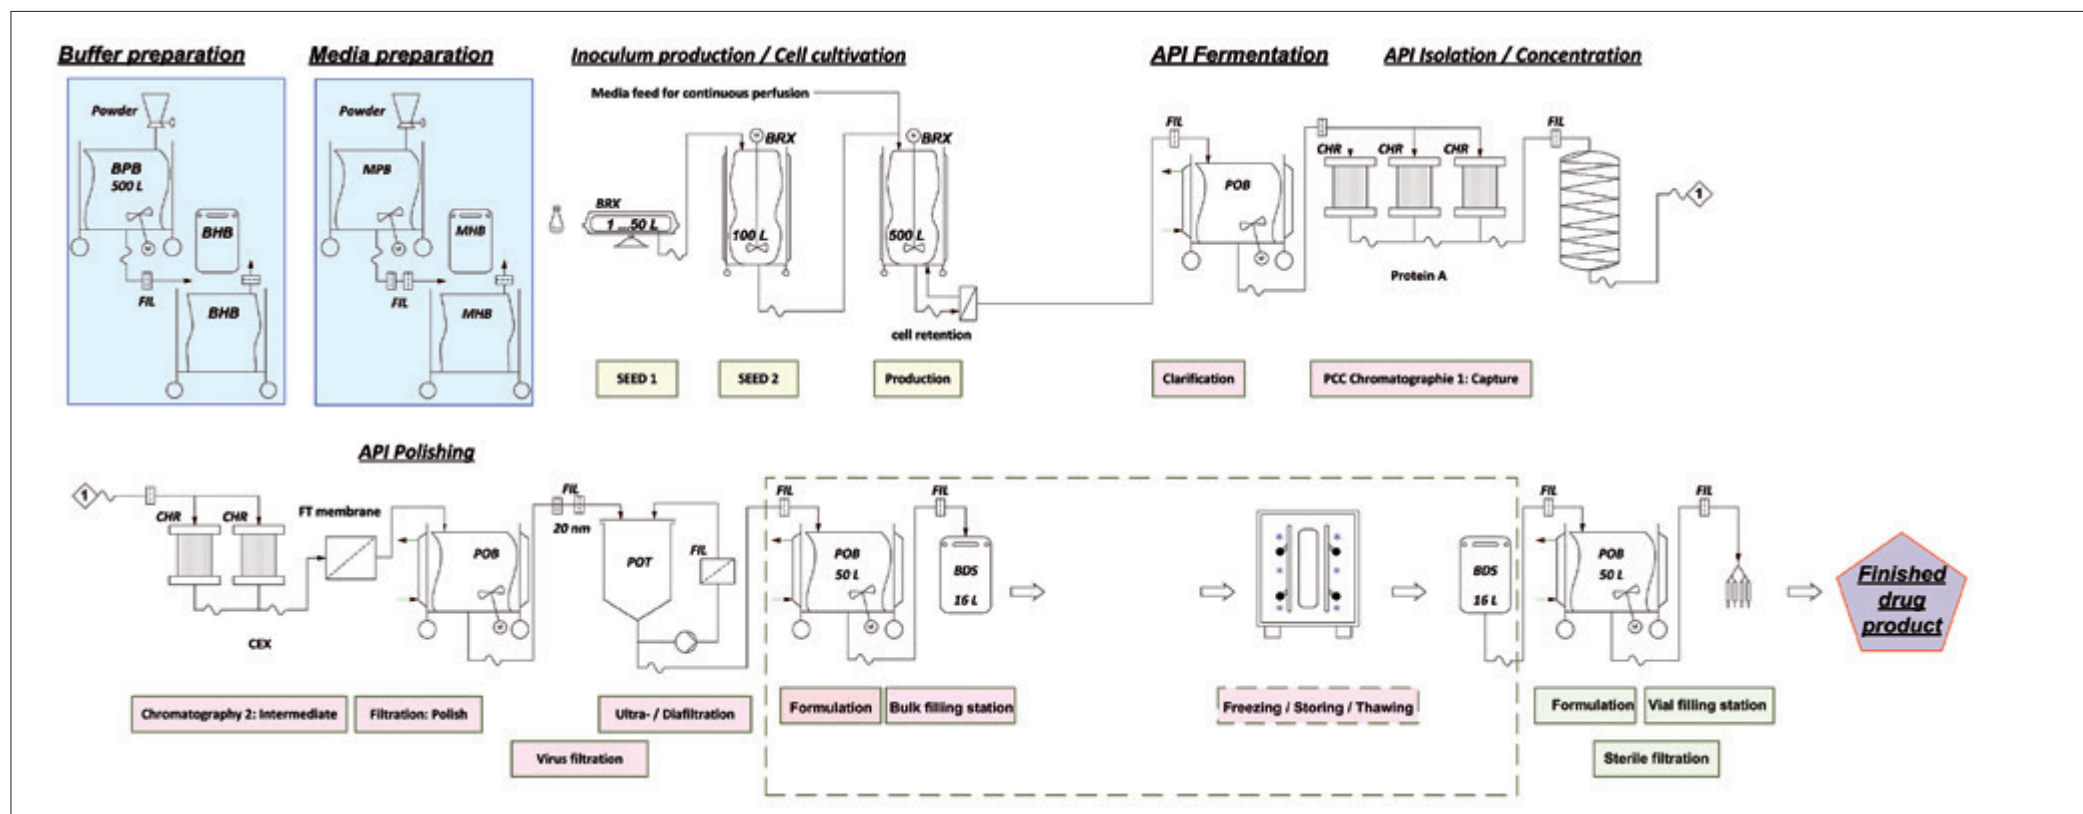 Buffer preparation
Media preparation
Inoculum production / Cell cultivation
API Fermentation
API Isolation / Concentration
Powder
BPB
500 L
BHB
FIL
BHB
Powder
MPB
MHB
FIL
MHB
Media feed for continuous perfusion
BRX
1 ...50 L
BRX
100 L
BRX
500 L
cell retention
FIL
POB
CHR
CHR
CHR
Protein A
FIL
1
SEED 1
SEED 2
Production
Clarification
PCC Chromatographie 1: Capture
API Polishing
1
CHR
CHR
CEX
FT membrane
POB
FIL
20 nm
POT
FIL
FIL
POB
50 L
FIL
BDS
16 L
BDS
16 L
FIL
POB
50 L
FIL
Finished
drug
product
Chromatography 2: Intermediate
Filtration: Polish
Virus filtration
Ultra- / Diafiltration
Formulation
Bulk filling station
Freezing / Storing / Thawing
Formulation
Vial filling station
Sterile filtration